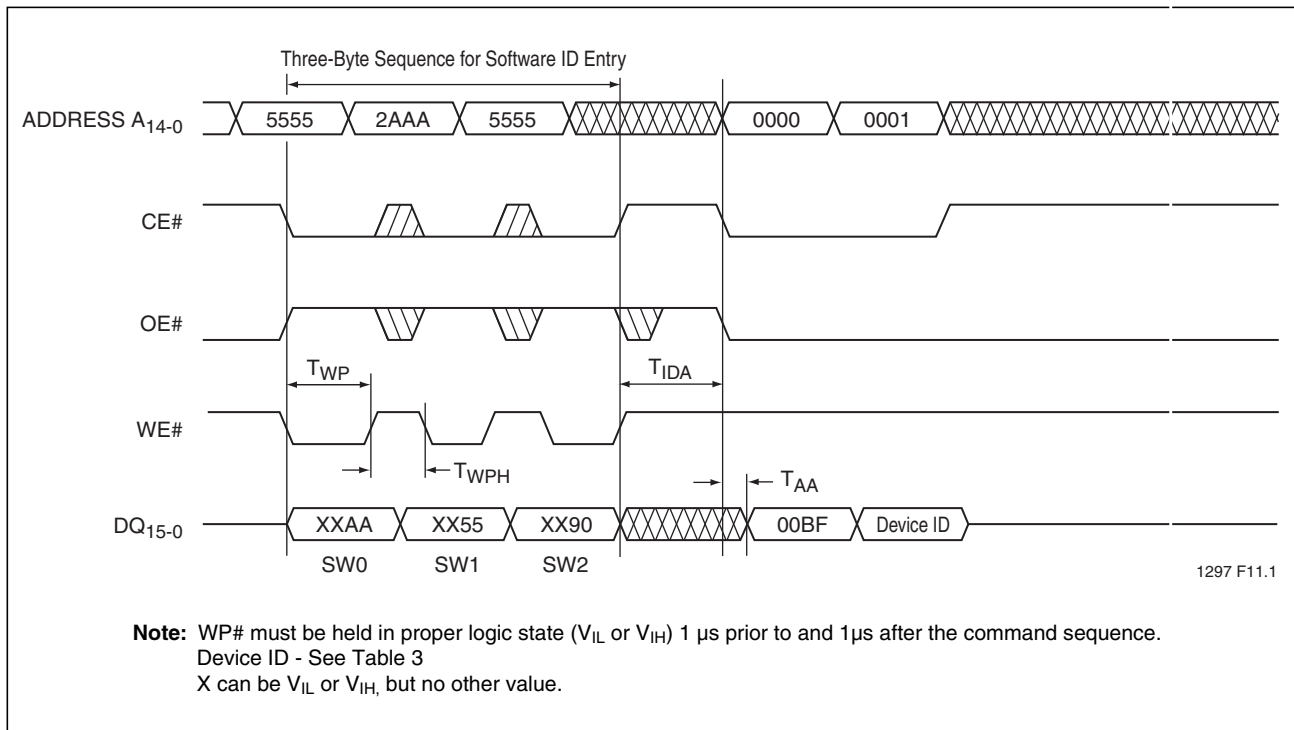 Three-Byte Sequence for Software ID Entry
ADDRESS A14-0 5555 2AAA 5555 0000 0001
CE#
OE#
TWP TIDA
WE#
TWPH TAA
DQ15-0 XXAA XX55 XX90 00BF Device ID
SW0 SW1 SW2
1297 F11.1
Note: WP# must be held in proper logic state (VIL or VIH) 1 µs prior to and 1µs after the command sequence.
Device ID - See Table 3
X can be VIL or VIH, but no other value.